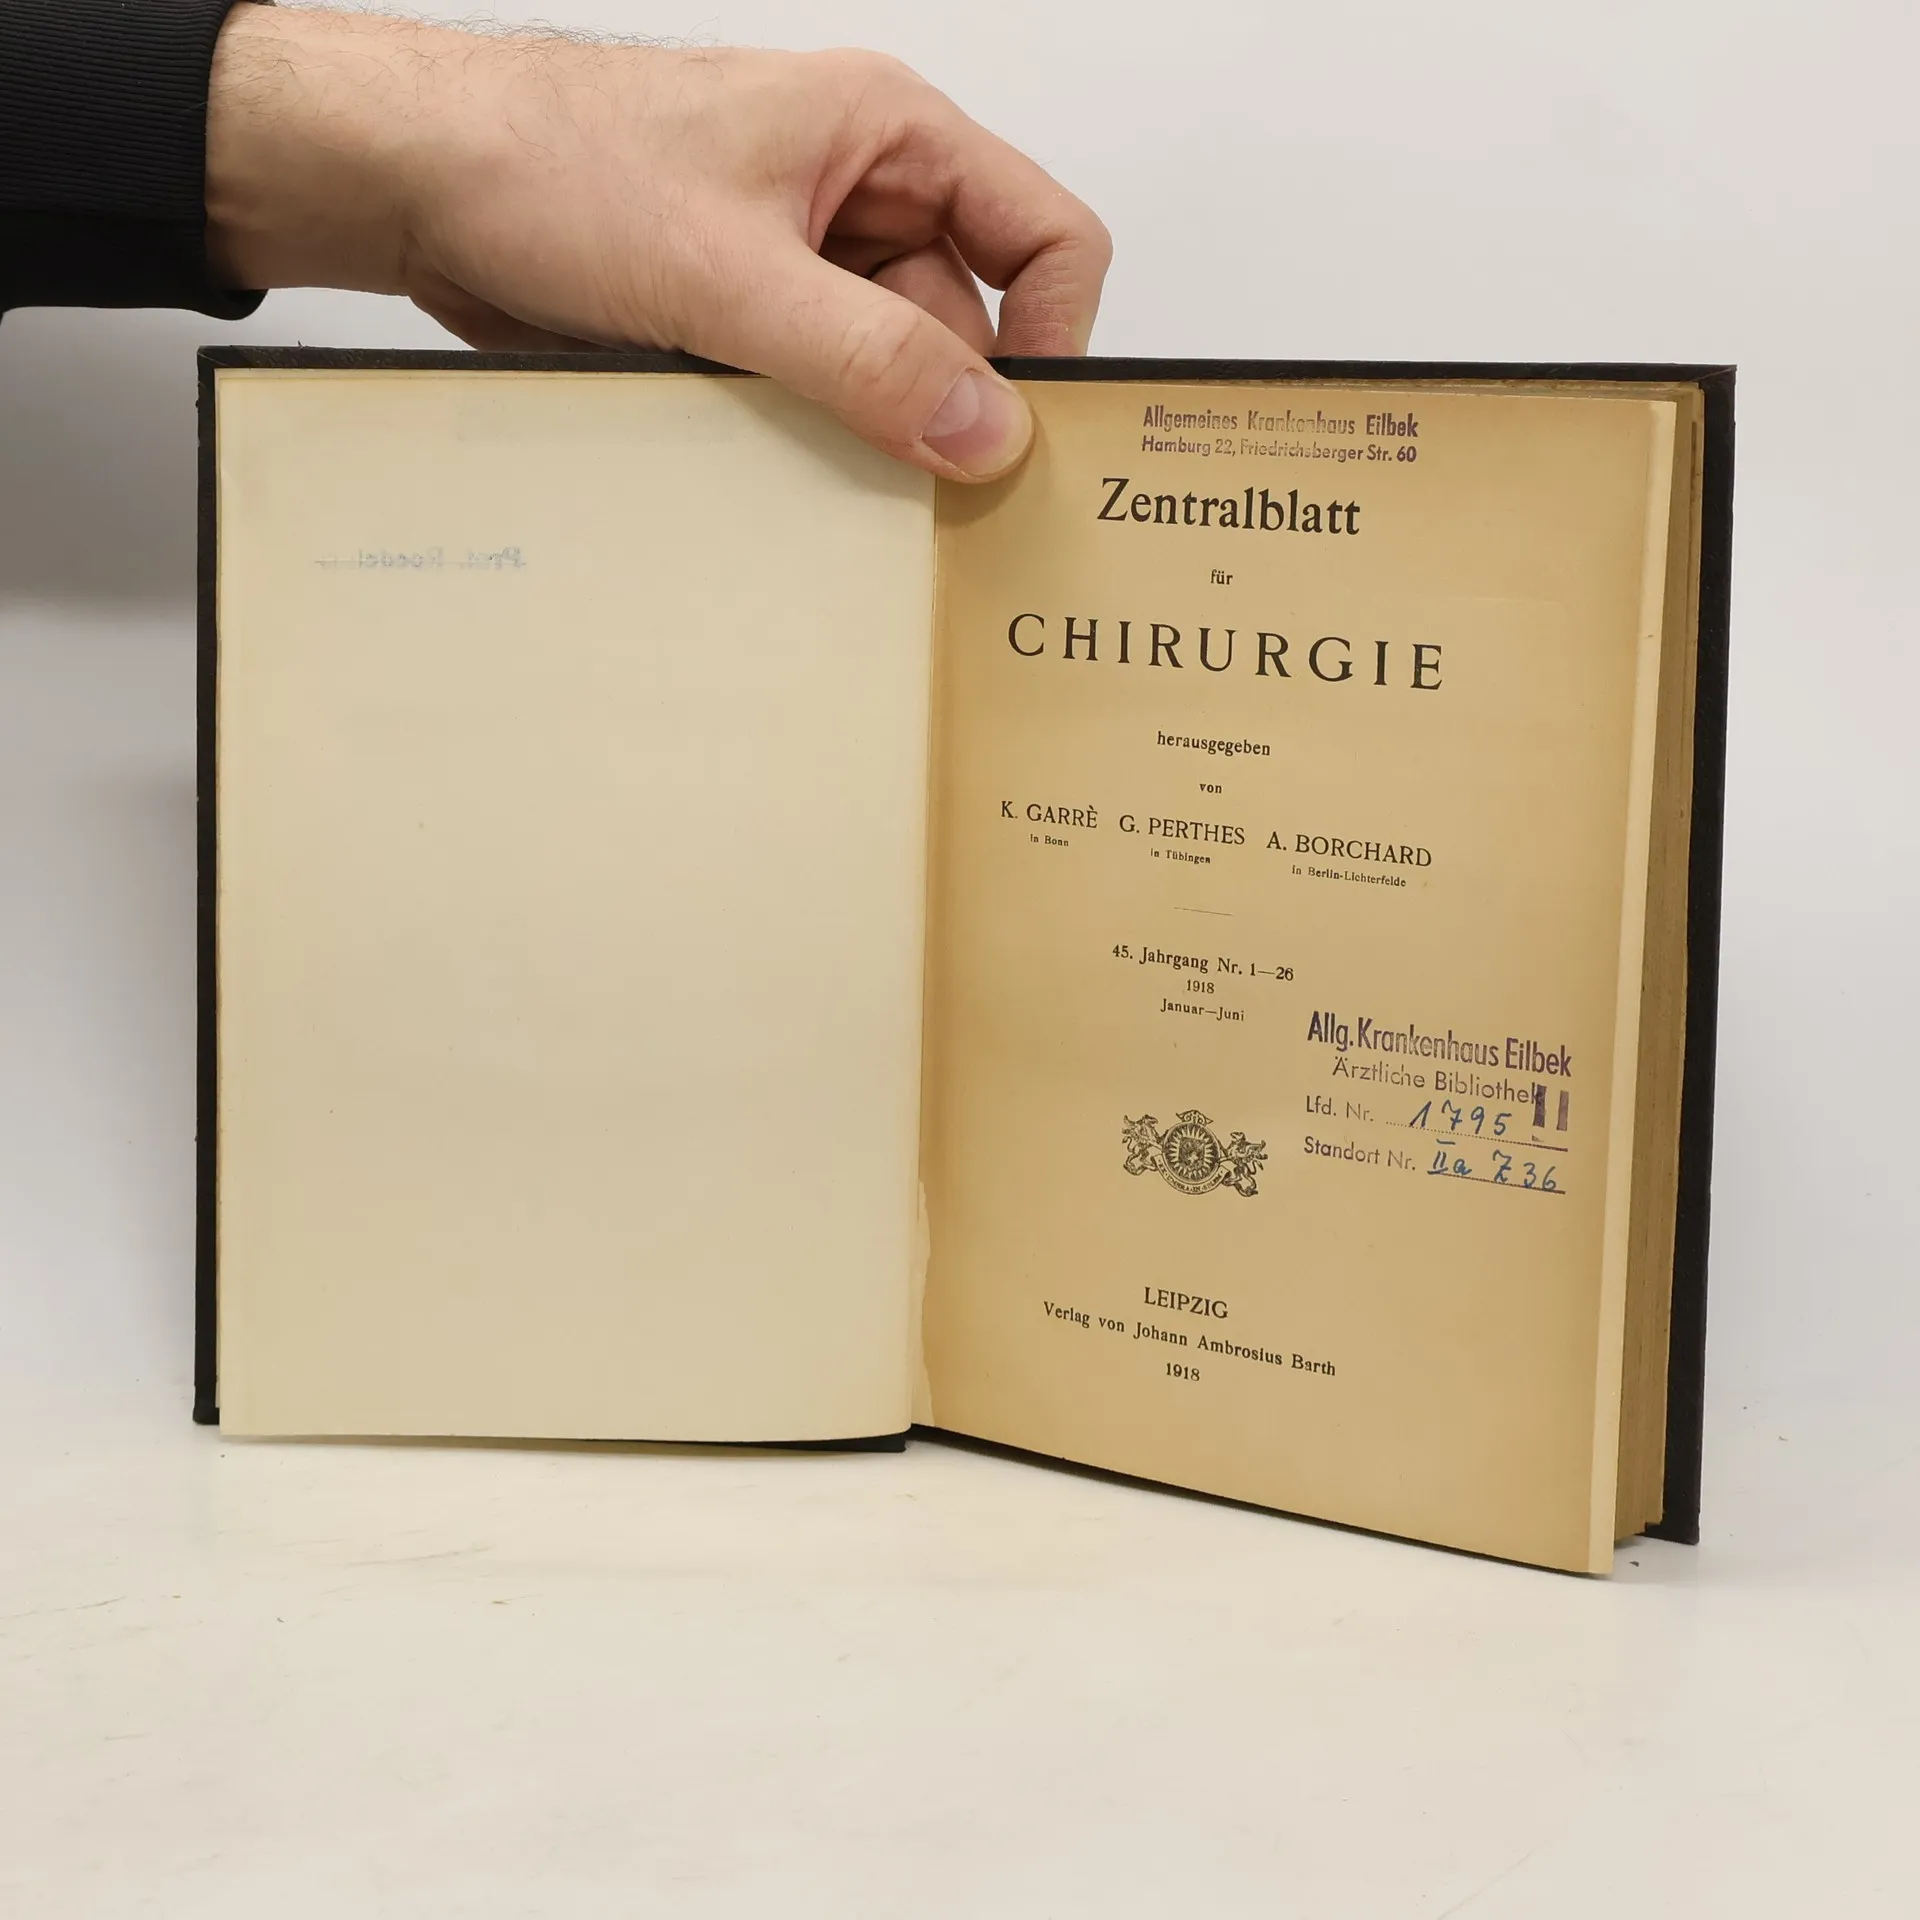 Allgemeines Krankenhaus Eilbek
Hamburg 22, Friedrichsberger Str. 60
Zentralblatt
für
CHIRURGIE
herausgegeben
von
K. GARRÈ G. PERTHES A. BORCHARD
in Bonn in Tübingen in Berlin-Lichterfelde
45. Jahrgang Nr. 1—26
1918
Januar—Juni
Allg. Krankenhaus Eilbek
Ärztliche Bibliothek
Lfd. Nr. 1795
Standort Nr. IIa Z 36
LEIPZIG
Verlag von Johann Ambrosius Barth
1918